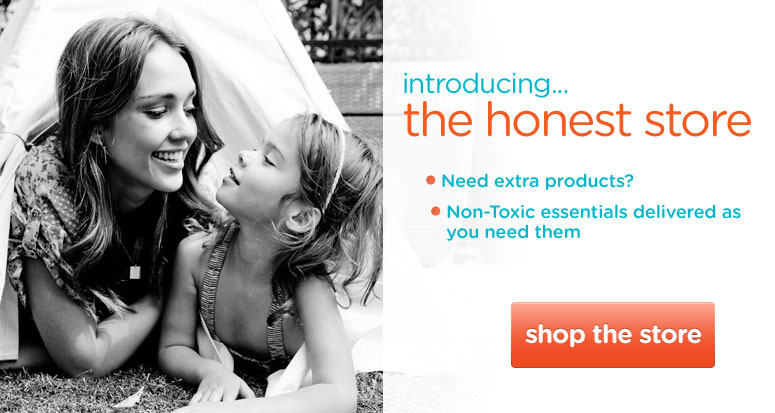 introducing...
the honest store
Need extra products?
Non-Toxic essentials delivered as
you need them
shop the store